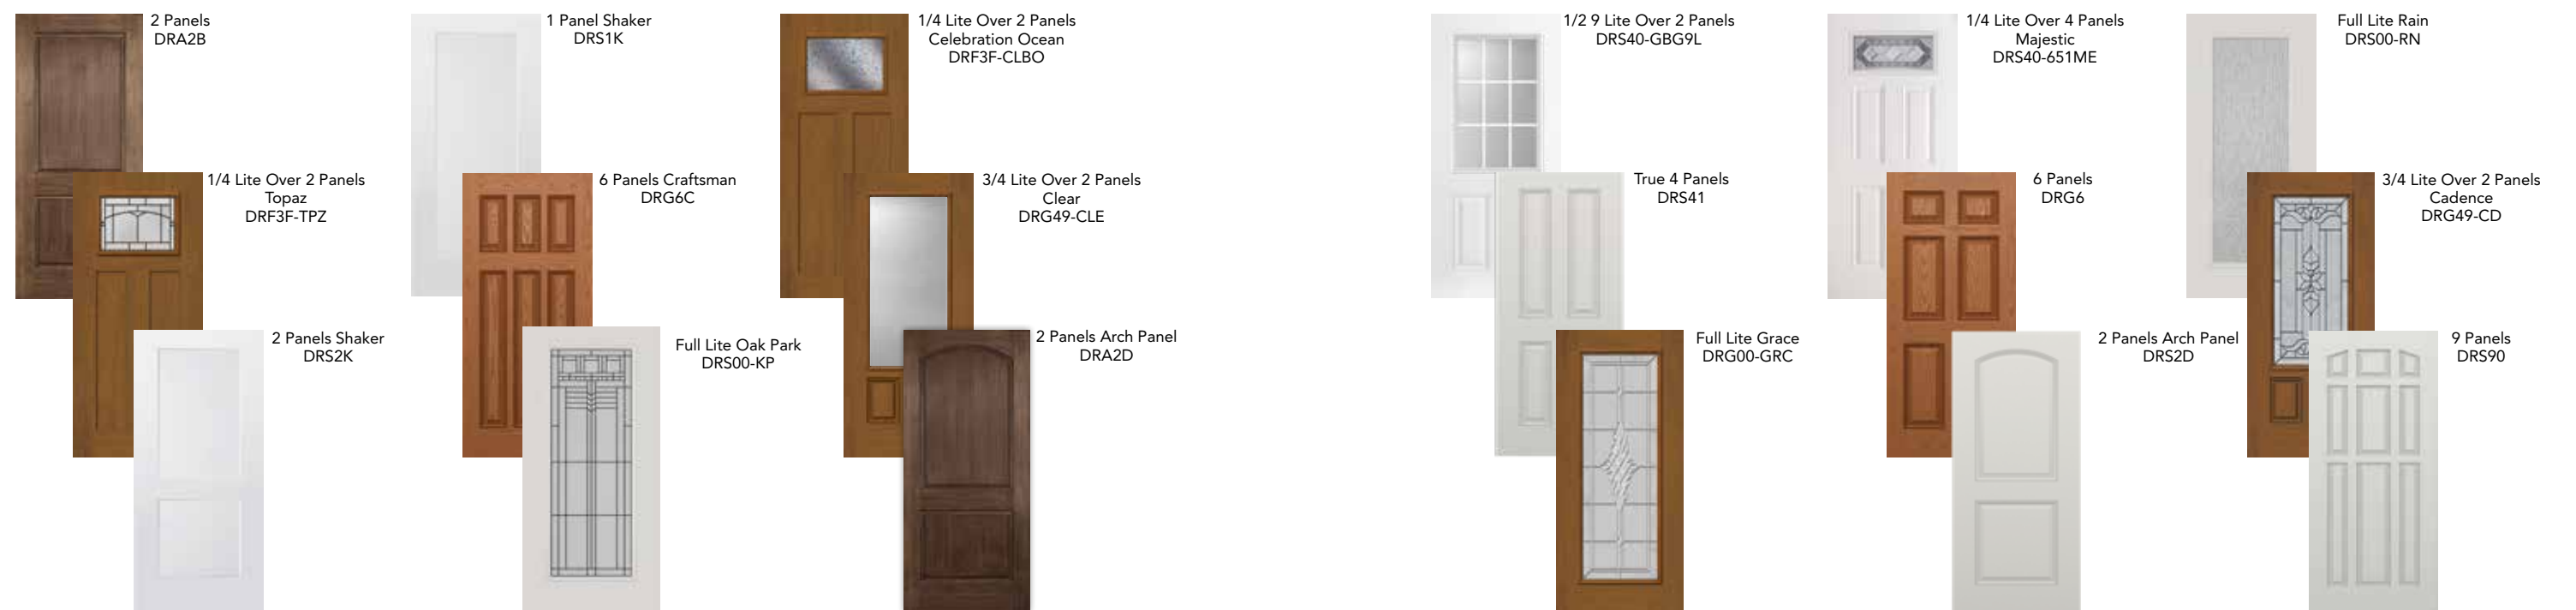 2 Panels
DRA2B
1/4 Lite Over 2 Panels
Topaz
DRF3F-TPZ
2 Panels Shaker
DRS2K
1 Panel Shaker
DRS1K
6 Panels Craftsman
DRG6C
Full Lite Oak Park
DRS00-KP
1/4 Lite Over 2 Panels
Celebration Ocean
DRF3F-CLBO
3/4 Lite Over 2 Panels
Clear
DRG49-CLE
2 Panels Arch Panel
DRA2D
1/2 9 Lite Over 2 Panels
DRS40-GBG9L
True 4 Panels
DRS41
Full Lite Grace
DRG00-GRC
1/4 Lite Over 4 Panels
Majestic
DRS40-651ME
6 Panels
DRG6
2 Panels Arch Panel
DRS2D
Full Lite Rain
DRS00-RN
3/4 Lite Over 2 Panels
Cadence
DRG49-CD
9 Panels
DRS90